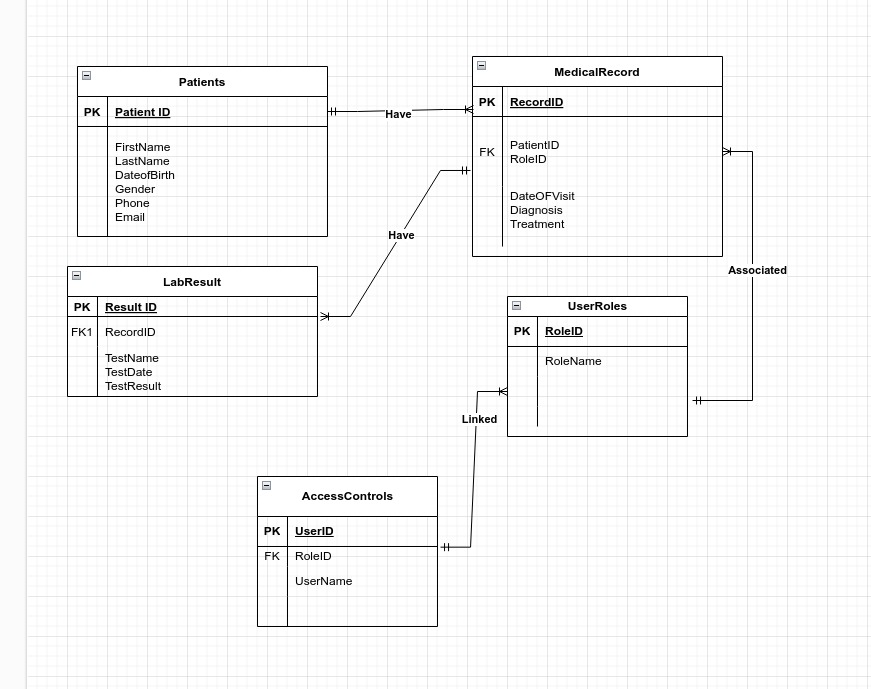 Patients
PK Patient ID
FirstName
LastName
DateofBirth
Gender
Phone
Email
Have
MedicalRecord
PK RecordID
FK PatientID
RoleID
DateOFVisit
Diagnosis
Treatment
Have
Associated
LabResult
PK Result ID
FK1 RecordID
TestName
TestDate
TestResult
UserRoles
PK RoleID
RoleName
Linked
AccessControls
PK UserID
FK RoleID
UserName